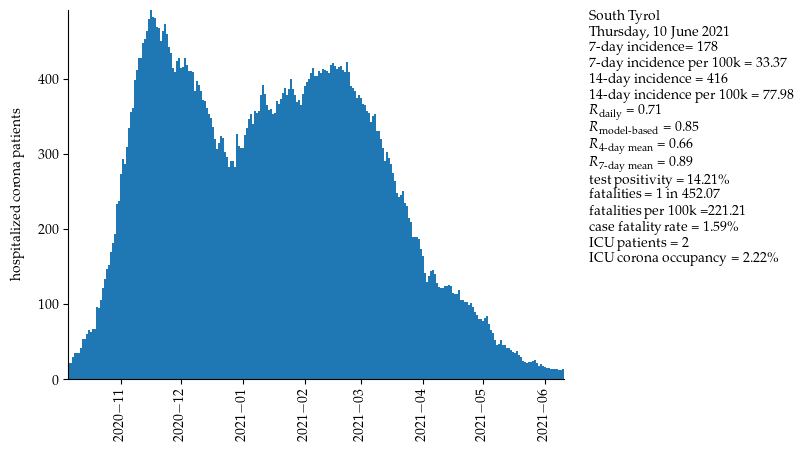 South Tyrol
Thursday, 10 June 2021
7-day incidence= 178
7-day incidence per 100k = 33.37
14-day incidence = 416
14-day incidence per 100k = 77.98
R daily = 0.71
R model-based = 0.85
R 4-day mean = 0.66
R 7-day mean = 0.89
test positivity = 14.21%
fatalities = 1 in 452.07
fatalities per 100k =221.21
case fatality rate = 1.59%
ICU patients = 2
ICU corona occupancy = 2.22%
hospitalized corona patients
400
300
200
100
0
2020−11
2020−12
2021−01
2021−02
2021−03
2021−04
2021−05
2021−06